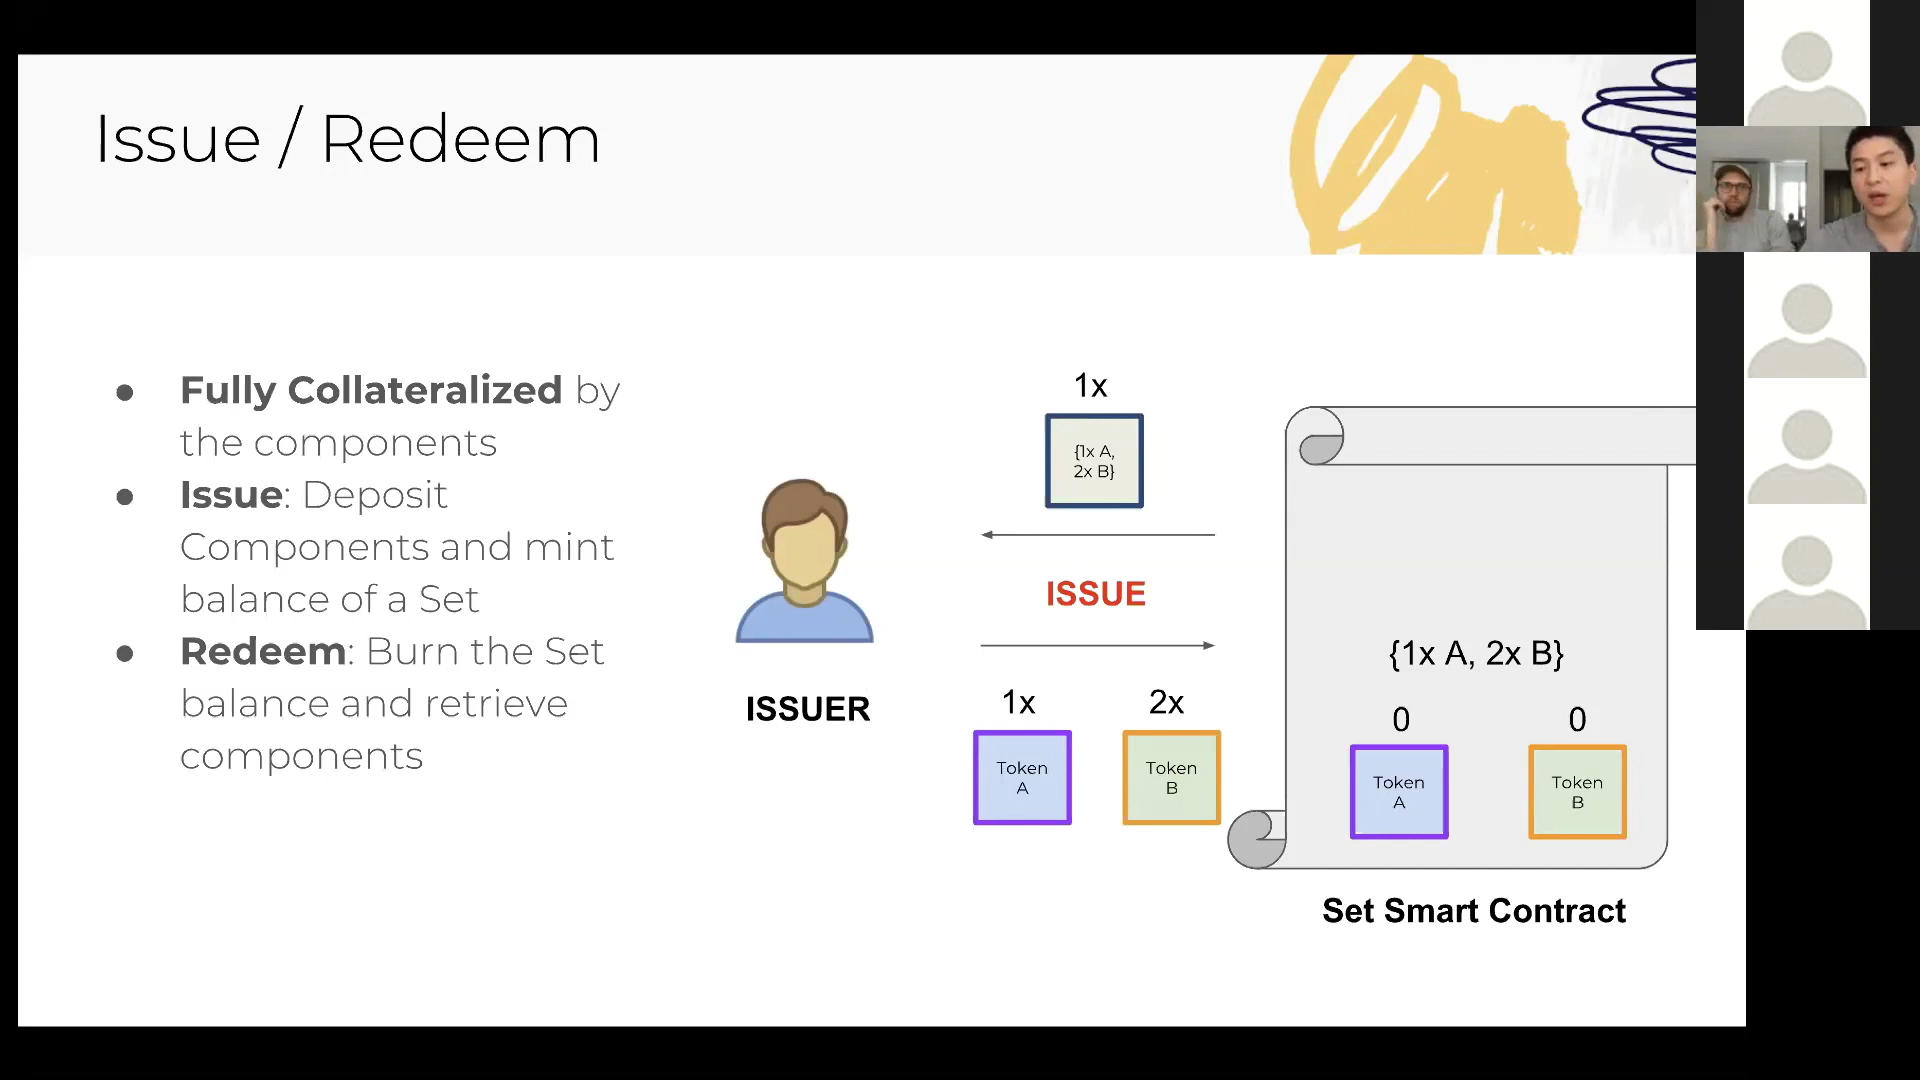 Issue / Redeem
● Fully Collateralized by
the components
● Issue: Deposit
Components and mint
balance of a Set
● Redeem: Burn the Set
balance and retrieve
components
ISSUER
1x
{1x A,
2x B}
ISSUE
1x
2x
Token
A
Token
B
{1x A, 2x B}
0
0
Token
A
Token
B
Set Smart Contract